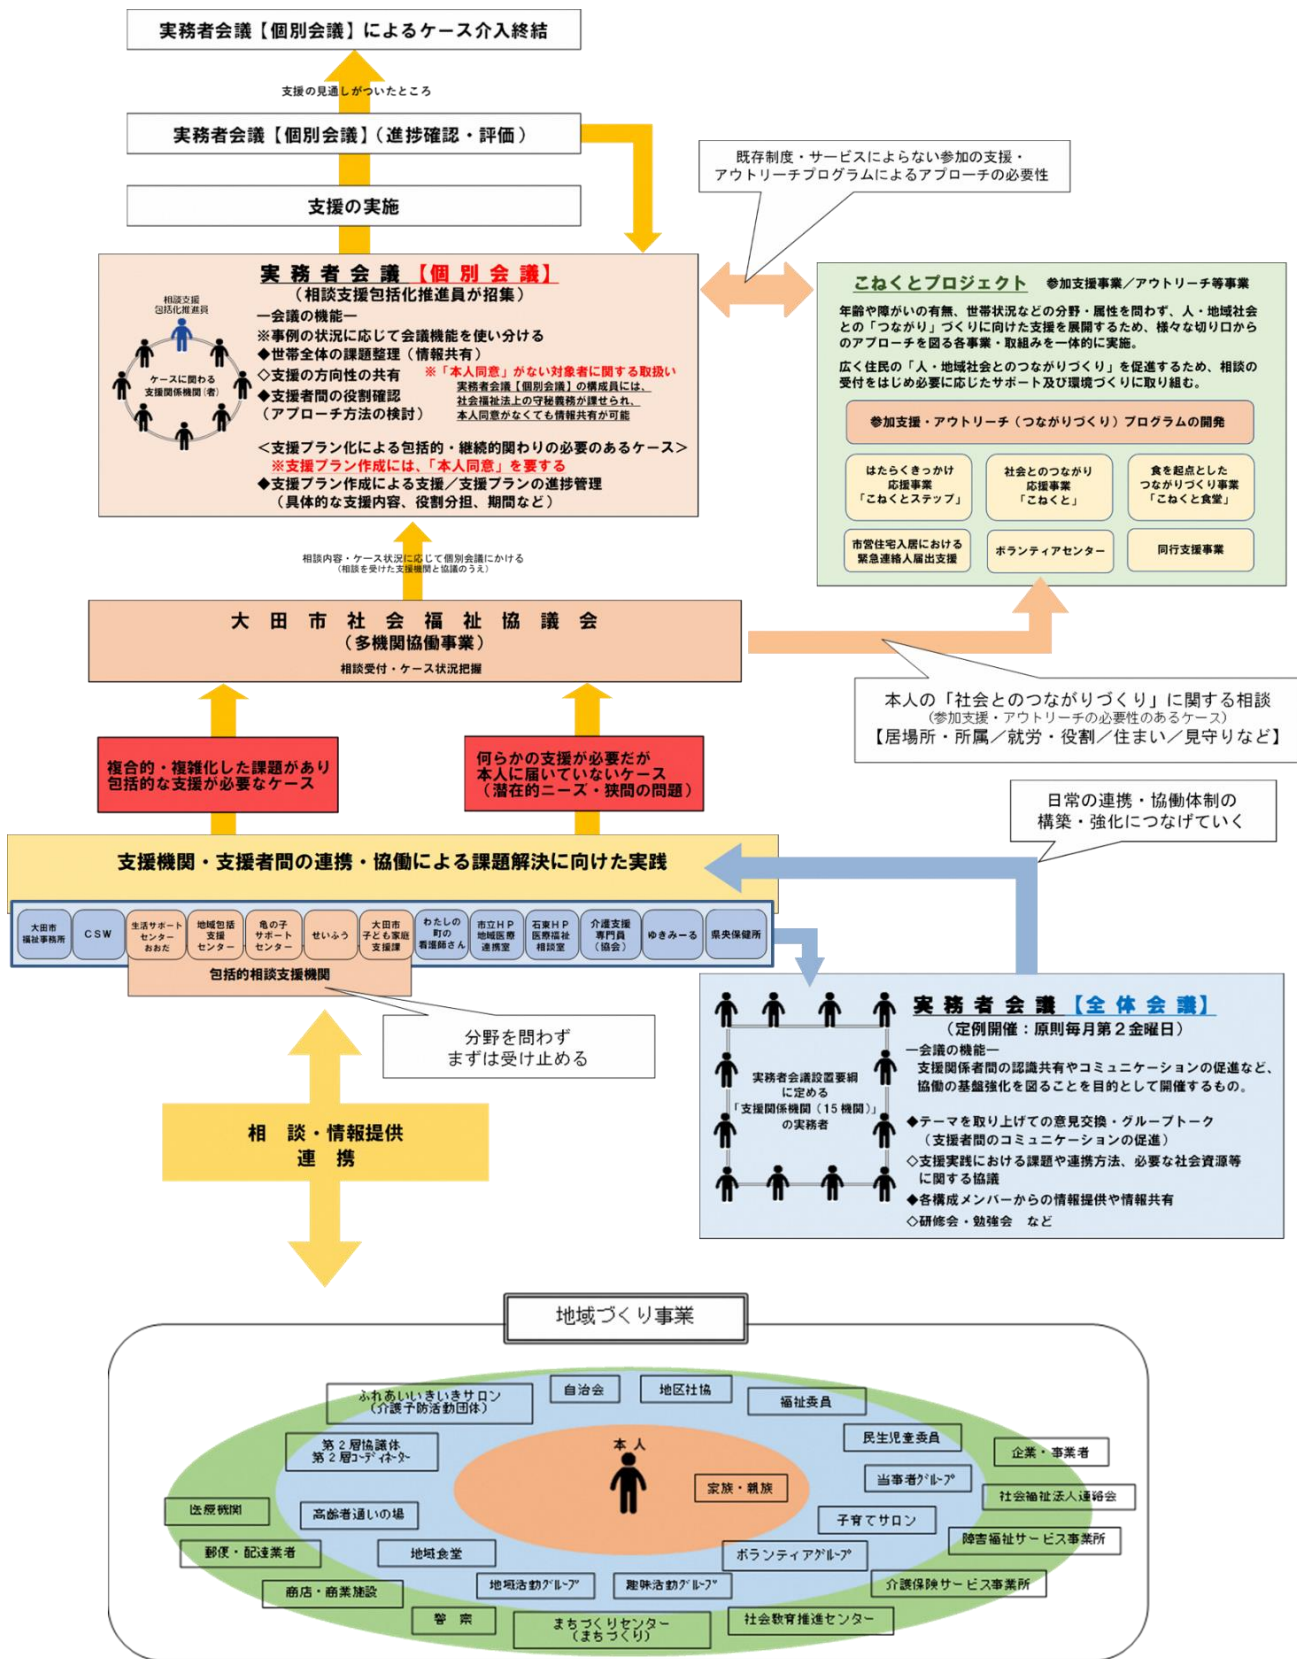 実務者会議【個別会議】によるケース介入終結
支援の見通しがついたところ
実務者会議【個別会議】（進捗確認・評価）
支援の実施
既存制度・サービスによらない参加の支援・
アウトリーチプログラムによるアプローチの必要性
実務者会議【個別会議】
（相談支援包括化推進員が招集）
相談支援
包括化推進員
ケースに関わる
支援関係機関（者）
―会議の機能―
※事例の状況に応じて会議機能を使い分ける
◆世帯全体の課題整理（情報共有）
◇支援の方向性の共有
◆支援者間の役割確認
（アプローチ方法の検討）
※「本人同意」がない対象者に関する取扱い
実務者会議【個別会議】の構成員には、
社会福祉法上の守秘義務が課せられ、
本人同意がなくても情報共有が可能
＜支援プラン化による包括的・継続的関わりの必要のあるケース＞
※支援プラン作成には、「本人同意」を要する
◆支援プラン作成による支援／支援プランの進捗管理
（具体的な支援内容、役割分担、期間など）
こねくとプロジェクト　参加支援事業／アウトリーチ等事業
年齢や障がいの有無、世帯状況などの分野・属性を問わず、人・地域社会
との「つながり」づくりに向けた支援を展開するため、様々な切り口から
のアプローチを図る各事業・取組みを一体的に実施。
広く住民の「人・地域社会とのつながりづくり」を促進するため、相談の
受付をはじめ必要に応じたサポート及び環境づくりに取り組む。
参加支援・アウトリーチ（つながりづくり）プログラムの開発
はたらくきっかけ
応援事業
「こねくとステップ」
社会とのつながり
応援事業
「こねくと」
食を起点とした
つながりづくり事業
「こねくと食堂」
市営住宅入居における
緊急連絡人届出支援
ボランティアセンター
同行支援事業
相談内容・ケース状況に応じて個別会議にかける
（相談を受けた支援機関と協議のうえ）
大田市社会福祉協議会
（多機関協働事業）
相談受付・ケース状況把握
本人の「社会とのつながりづくり」に関する相談
（参加支援・アウトリーチの必要性のあるケース）
【居場所・所属／就労・役割／住まい／見守りなど】
複合的・複雑化した課題があり
包括的な支援が必要なケース
何らかの支援が必要だが
本人に届いていないケース
（潜在的ニーズ・狭間の問題）
日常の連携・協働体制の
構築・強化につなげていく
支援機関・支援者間の連携・協働による課題解決に向けた実践
大田市
福祉事務所
CSW
生活サポート
センター
おおだ
地域包括
支援
センター
亀の子
サポート
センター
せいふう
大田市
子ども家庭
支援課
わたしの
町の
看護師さん
市立HP
地域医療
連携室
石東HP
医療福祉
相談室
介護支援
専門員
（協会）
ゆきみーる
県央保健所
包括的相談支援機関
分野を問わず
まずは受け止める
実務者会議【全体会議】
（定例開催：原則毎月第２金曜日）
―会議の機能―
支援関係者間の認識共有やコミュニケーションの促進など、
協働の基盤強化を図ることを目的として開催するもの。
◆テーマを取り上げての意見交換・グループトーク
（支援者間のコミュニケーションの促進）
◇支援実践における課題や連携方法、必要な社会資源等
に関する協議
◆各構成メンバーからの情報提供や情報共有
◇研修会・勉強会　など
実務者会議設置要綱
に定める
「支援関係機関（15機関）」
の実務者
相談・情報提供
連携
地域づくり事業
ふれあいいきいきサロン
（介護予防活動団体）
自治会
地区社協
福祉委員
第２層協議体
第２層ｺｰﾃﾞｨﾈｰﾀｰ
本人
家族・親族
民生児童委員
企業・事業者
当事者ｸﾞﾙｰﾌﾟ
社会福祉法人連絡会
医療機関
高齢者通いの場
子育てサロン
障害福祉サービス事業所
郵便・配達業者
地域食堂
ボランティアｸﾞﾙｰﾌﾟ
商店・商業施設
地域活動ｸﾞﾙｰﾌﾟ
趣味活動ｸﾞﾙｰﾌﾟ
介護保険サービス事業所
警察
まちづくりセンター
（まちづくり）
社会教育推進センター